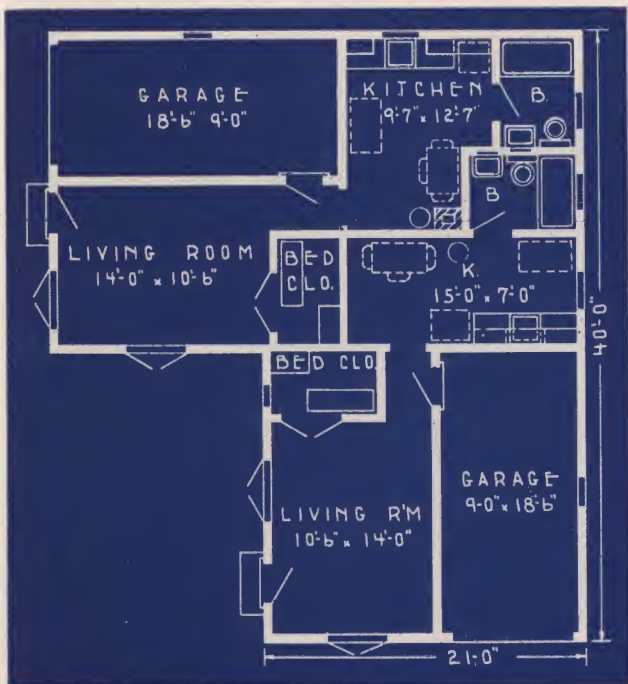 GARAGE
18'-6" 9'-0"
KITCHEN
9'-7" x 12'-7"
B.
B
LIVING ROOM
14'-0" x 10'-6"
BED
CLO.
K.
15'-0" x 7'-0"
40'-0"
BED CLO.
GARAGE
9-0" x 18'-6"
LIVING R'M
10'-6" x 14'-0"
21'-0"